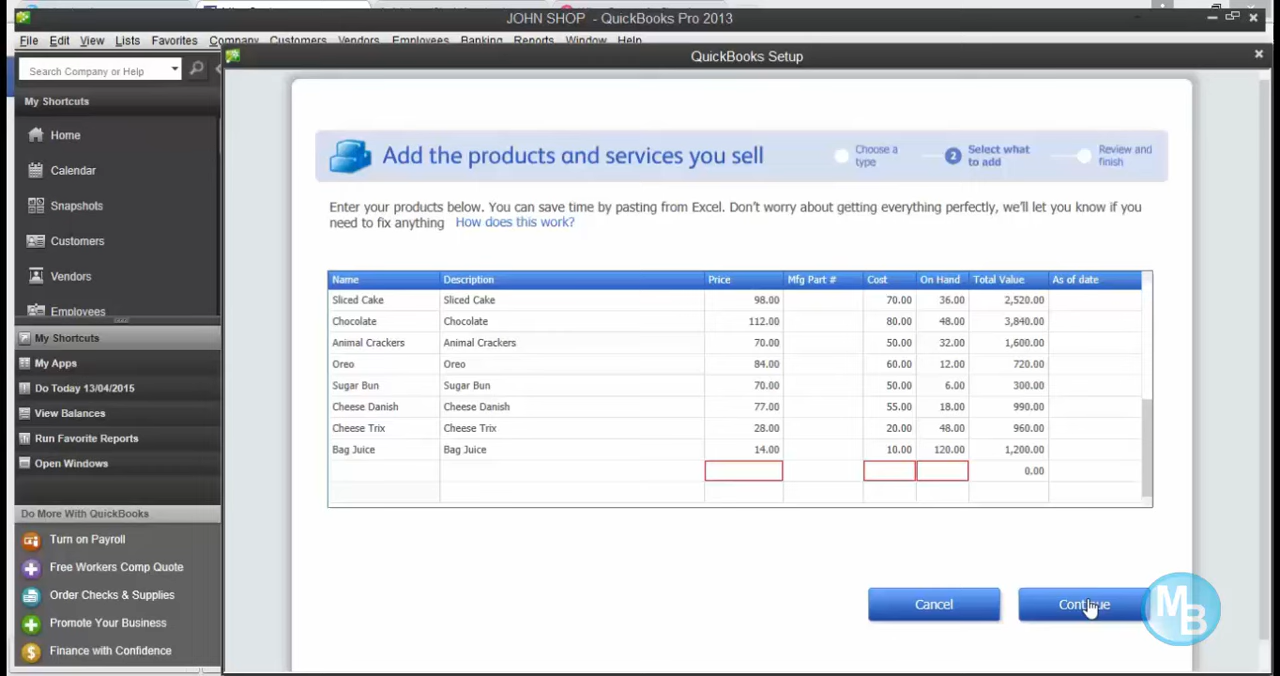 JOHN SHOP - QuickBooks Pro 2013
File Edit View Lists Favorites Company Customers Vendors Employees Banking Reports Window Help
QuickBooks Setup
Search Company or Help
My Shortcuts
Home
Calendar
Snapshots
Customers
Vendors
Employees
My Shortcuts
My Apps
Do Today 13/04/2015
View Balances
Run Favorite Reports
Open Windows
Do More With QuickBooks
Turn on Payroll
Free Workers Comp Quote
Order Checks & Supplies
Promote Your Business
Finance with Confidence
Add the products and services you sell
Choose a
type
2 Select what
to add
Review and
finish
Enter your products below. You can save time by pasting from Excel. Don't worry about getting everything perfectly, we'll let you know if you
need to fix anything How does this work?
Name Description Price Mfg Part # Cost On Hand Total Value As of date
Sliced Cake Sliced Cake 98.00 70.00 36.00 2,520.00
Chocolate Chocolate 112.00 80.00 48.00 3,840.00
Animal Crackers Animal Crackers 70.00 50.00 32.00 1,600.00
Oreo Oreo 84.00 60.00 12.00 720.00
Sugar Bun Sugar Bun 70.00 50.00 6.00 300.00
Cheese Danish Cheese Danish 77.00 55.00 18.00 990.00
Cheese Trix Cheese Trix 28.00 20.00 48.00 960.00
Bag Juice Bag Juice 14.00 10.00 120.00 1,200.00
0.00
Cancel Continue
MB